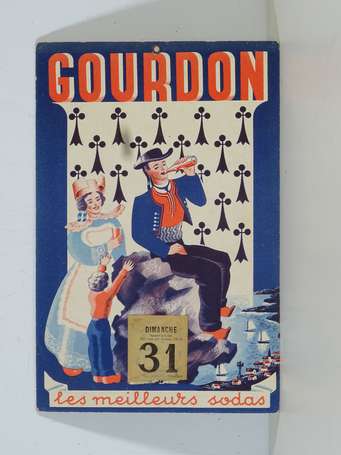 GOURDON
DIMANCHE
31
les meilleurs sodas